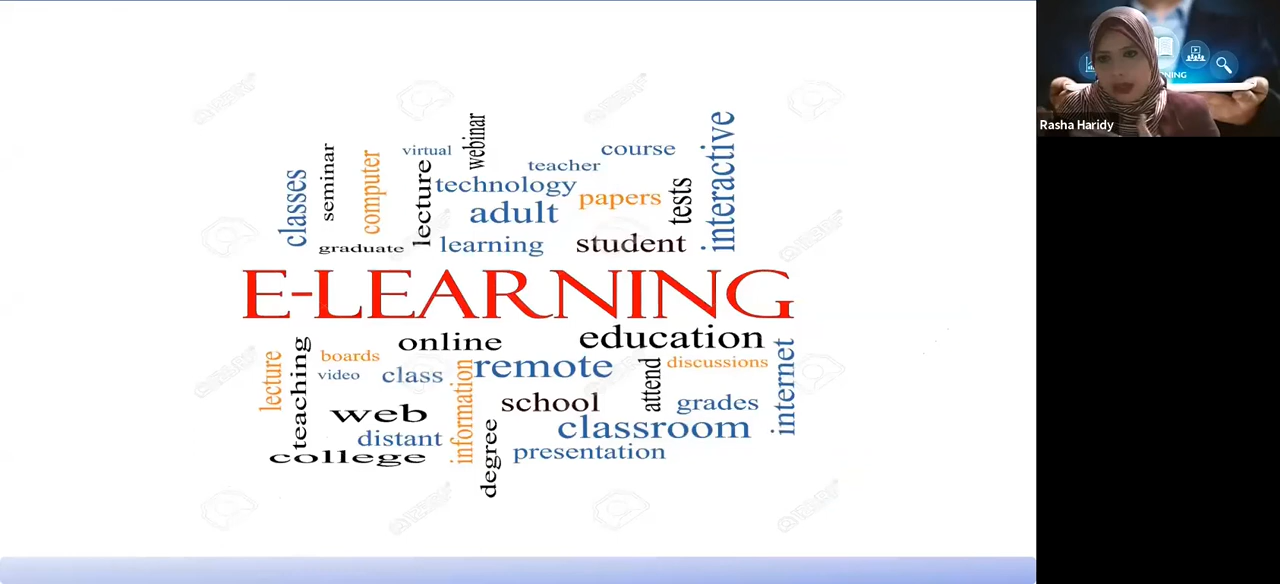 classes
seminar
computer
virtual
webinar
lecture
graduate
technology
teacher
course
adult
papers
tests
interactive
learning
student
E-LEARNING
online
education
lecture
teaching
boards
video
class
information
remote
attend
discussions
internet
web
school
grades
distant
classroom
college
degree
presentation
NING
Rasha Haridy